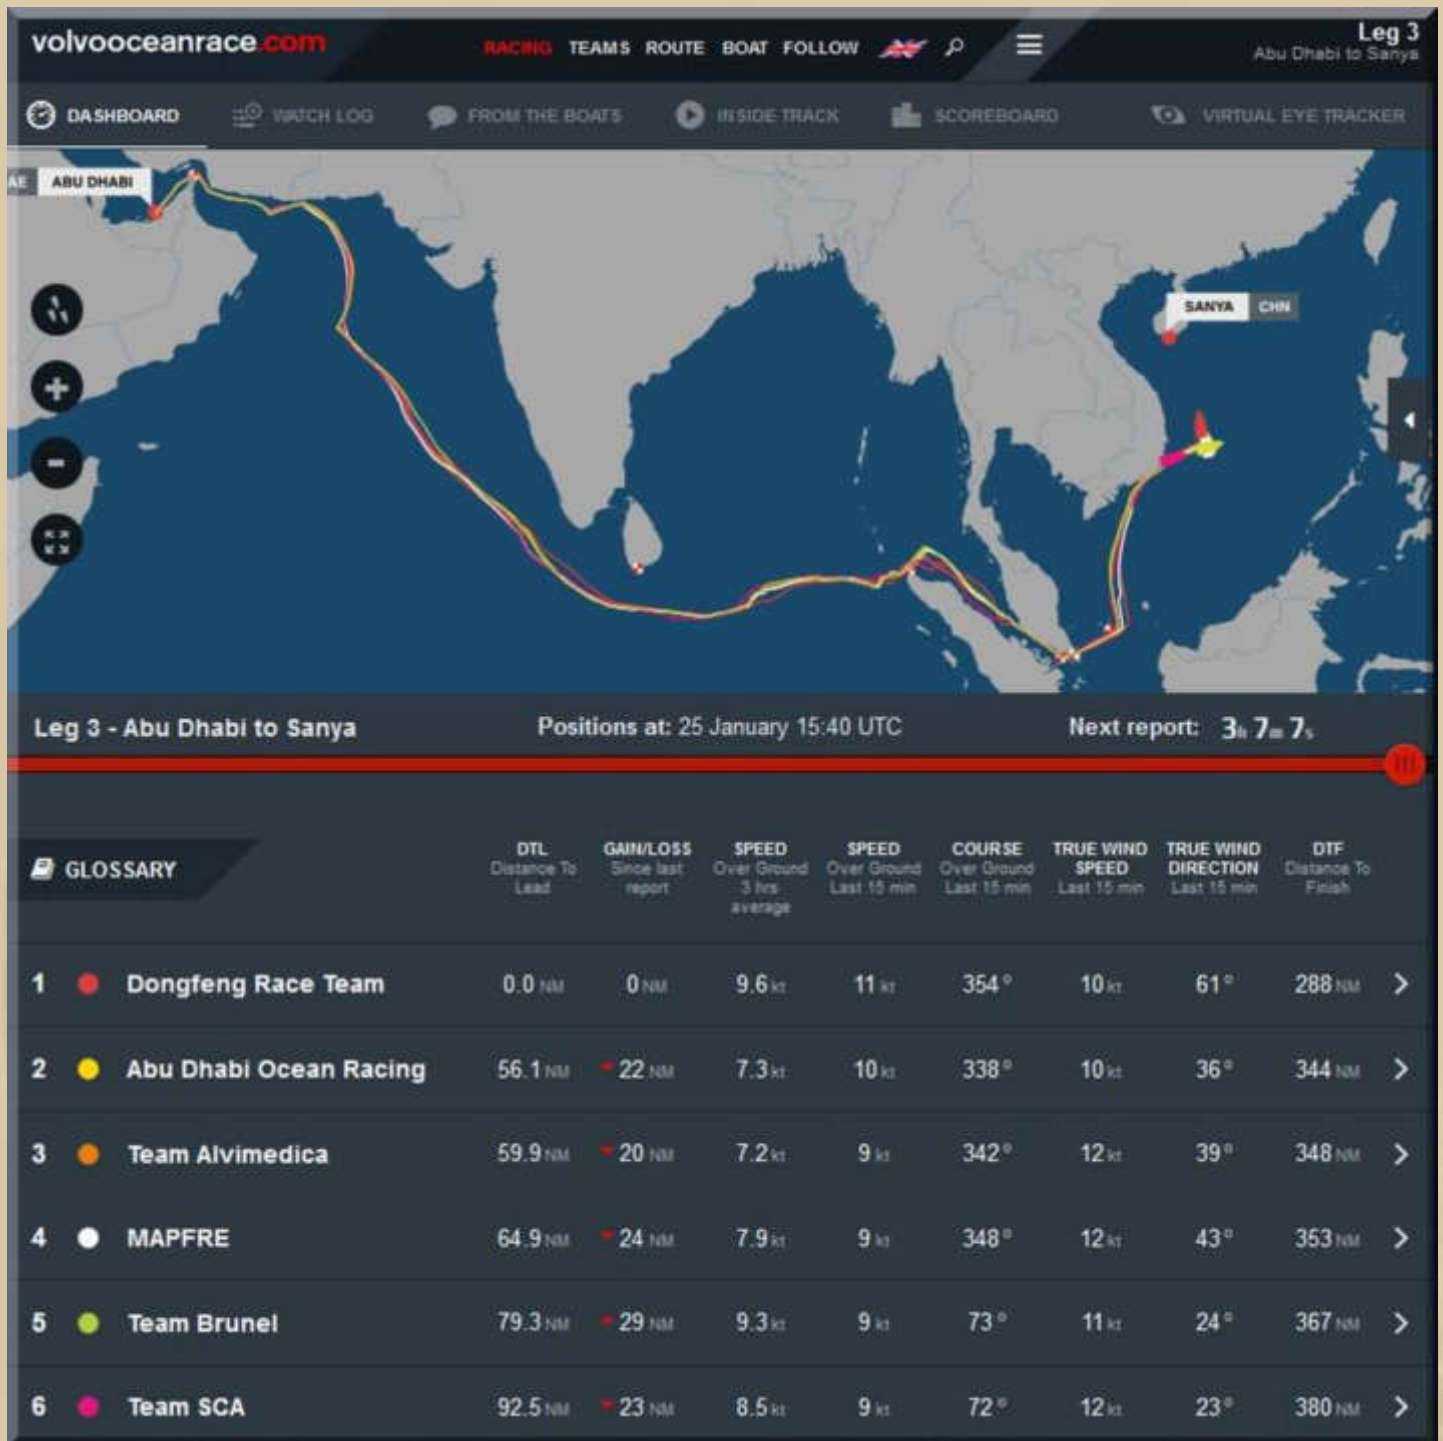 volvooceanrace.com RACING TEAMS ROUTE BOAT FOLLOW Leg 3
Abu Dhabi to Sanya
DASHBOARD WATCH LOG FROM THE BOATS INSIDE TRACK SCOREBOARD VIRTUAL EYE TRACKER
AE ABU DHABI
SANYA CHN
Leg 3 - Abu Dhabi to Sanya Positions at: 25 January 15:40 UTC Next report: 3h 7m 7s
GLOSSARY
DTL Distance To Lead
GAIN/LOSS Since last report
SPEED Over Ground 3 hrs average
SPEED Over Ground Last 15 min
COURSE Over Ground Last 15 min
TRUE WIND SPEED Last 15 min
TRUE WIND DIRECTION Last 15 min
DTF Distance To Finish
1 Dongfeng Race Team 0.0 NM 0 NM 9.6 kt 11 kt 354° 10 kt 61° 288 NM
2 Abu Dhabi Ocean Racing 56.1 NM 22 NM 7.3 kt 10 kt 338° 10 kt 36° 344 NM
3 Team Alvimedica 59.9 NM 20 NM 7.2 kt 9 kt 342° 12 kt 39° 348 NM
4 MAPFRE 64.9 NM 24 NM 7.9 kt 9 kt 348° 12 kt 43° 353 NM
5 Team Brunel 79.3 NM 29 NM 9.3 kt 9 kt 73° 11 kt 24° 367 NM
6 Team SCA 92.5 NM 23 NM 8.5 kt 9 kt 72° 12 kt 23° 380 NM